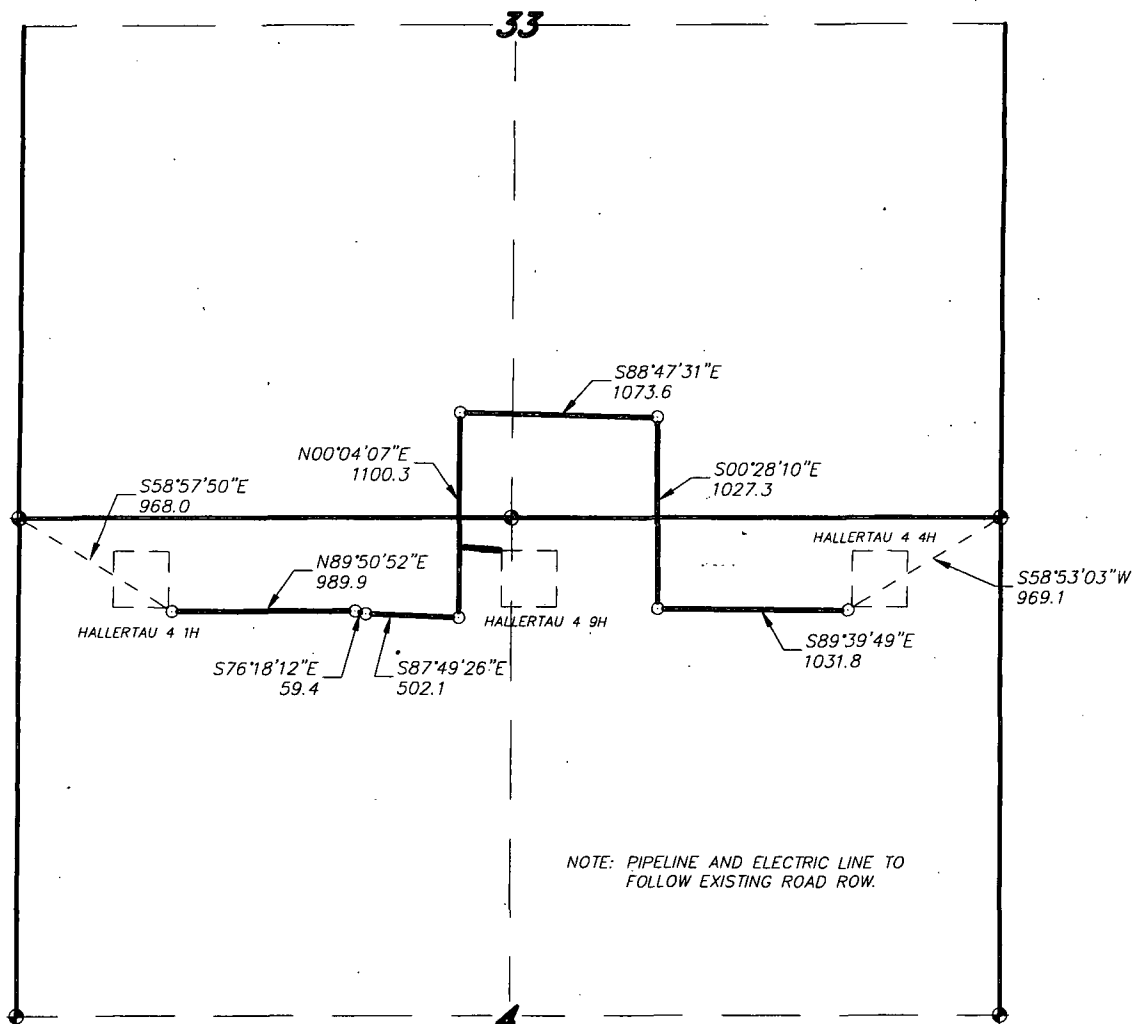 33
S88°47'31"E
1073.6
N00°04'07"E
1100.3
S00°28'10"E
1027.3
S58°57'50"E
968.0
HALLERTAU 4 4H
S58°53'03"W
969.1
N89°50'52"E
989.9
HALLERTAU 4 1H
HALLERTAU 4 9H
S89°39'49"E
1031.8
S76°18'12"E
59.4
S87°49'26"E
502.1
NOTE: PIPELINE AND ELECTRIC LINE TO
FOLLOW EXISTING ROAD ROW.
4